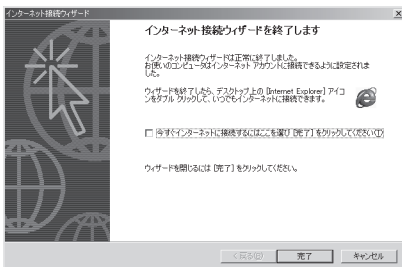 インターネット接続ウィザード
インターネット接続ウィザードを終了します
インターネット接続ウィザードは正常に終了しました。
お使いのコンピュータはインターネット アカウントに接続できるように設定されま
した。
ウィザードを終了したら、デスクトップ上の [Internet Explorer] アイコ
ンをダブル クリックして、いつでもインターネットに接続できます。
今すぐインターネットに接続するにはここを選び [完了] をクリックしてください(I)
ウィザードを閉じるには [完了] をクリックしてください。
< 戻る(B)
完了
キャンセル